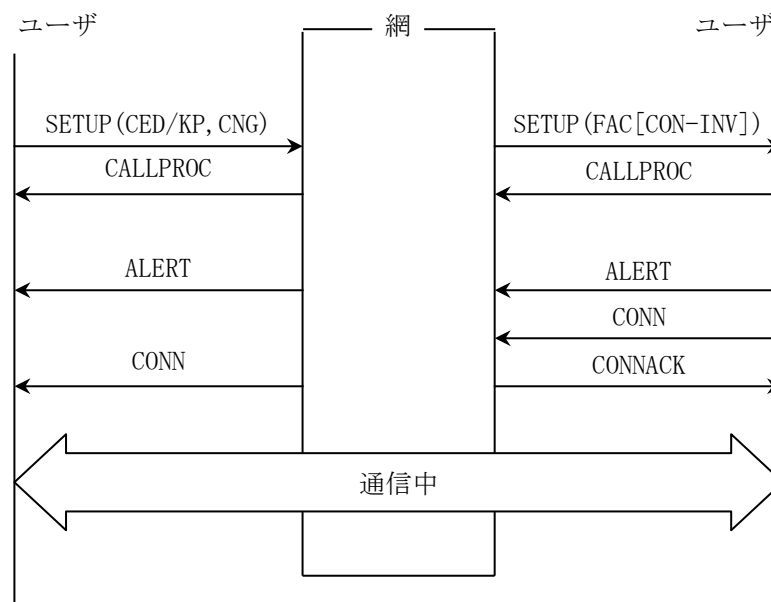 ユーザ
網
ユーザ
SETUP(CED/KP,CNG)
SETUP(FAC[CON-INV])
CALLPROC
CALLPROC
ALERT
ALERT
CONN
CONN
CONNACK
通信中